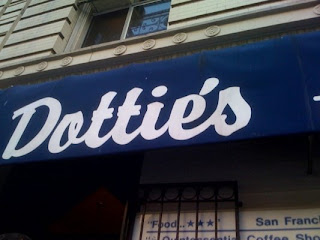 Dottie's
"Food...★★★"
San Franc
Coffee Sho